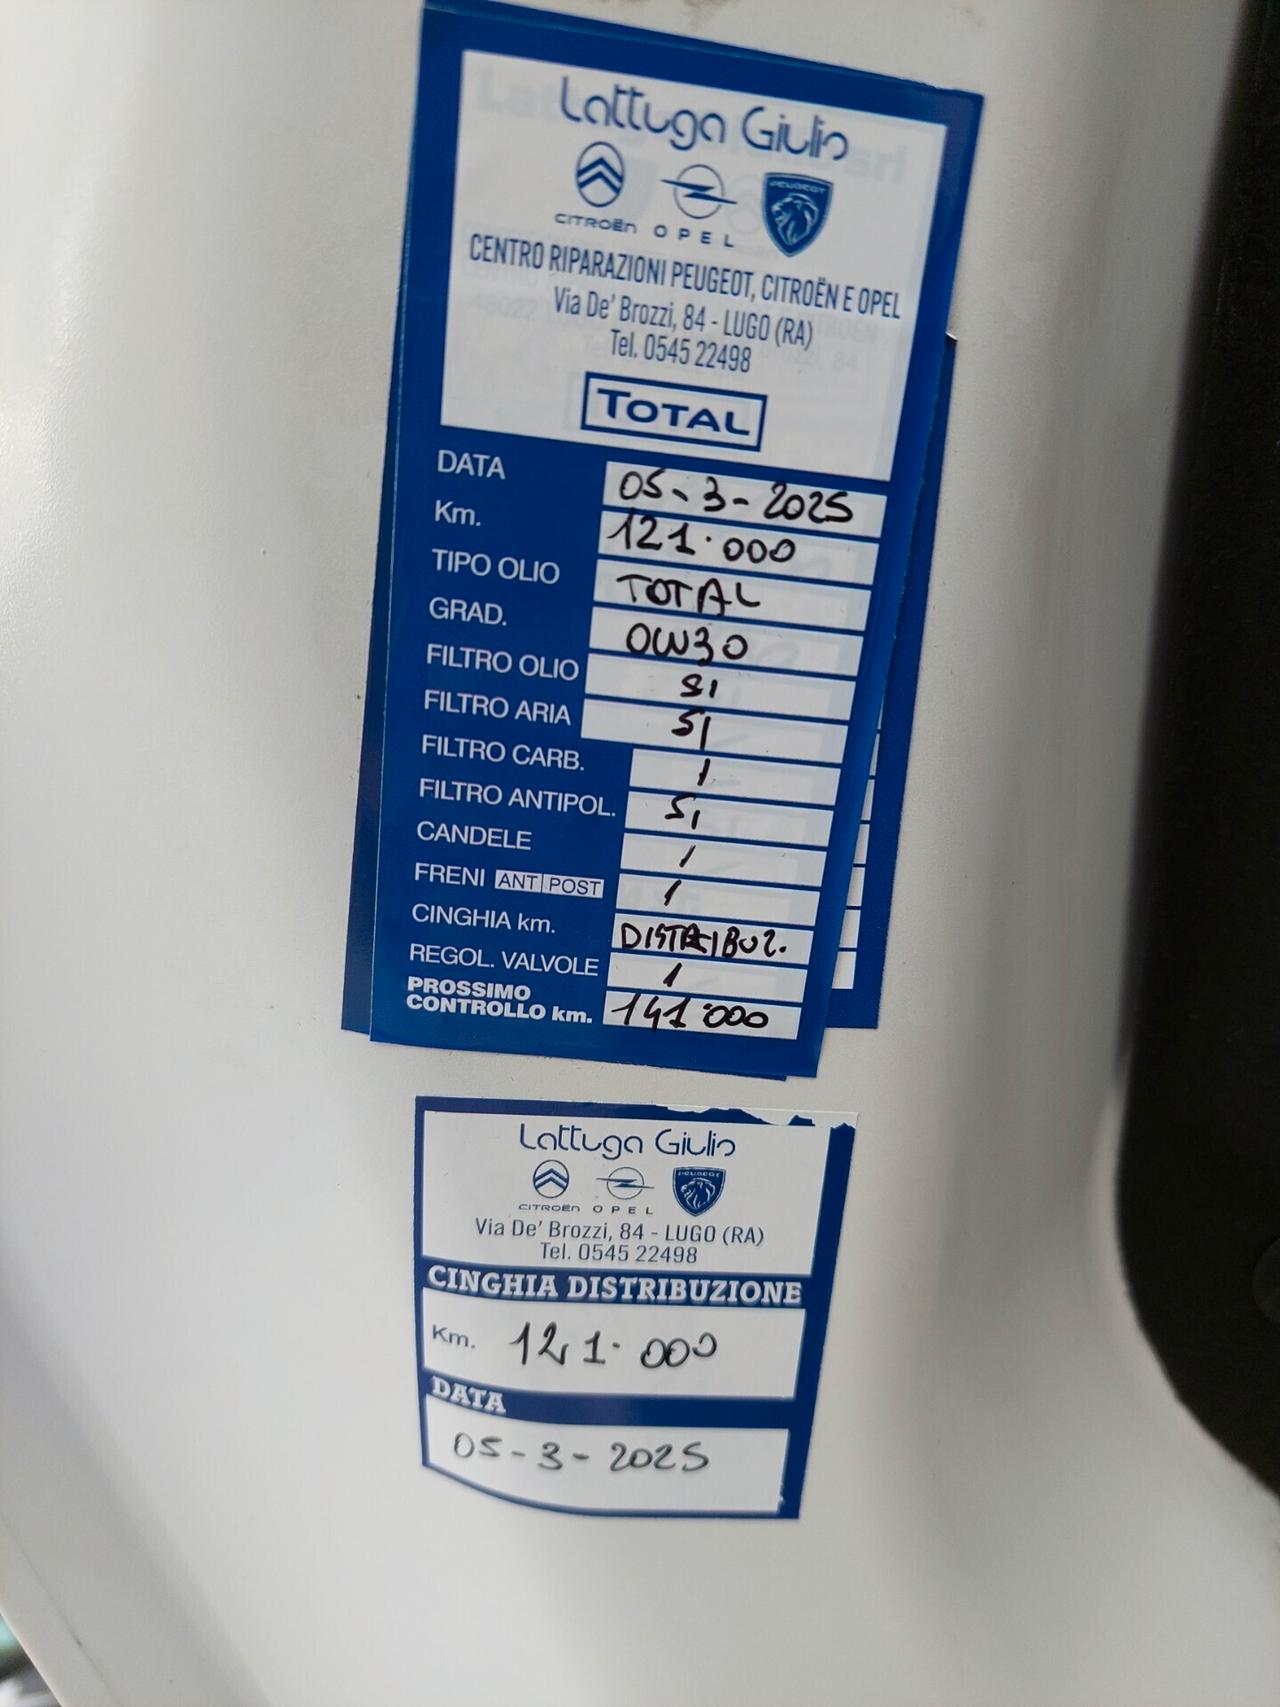 Lattuga Giulio
CITROËN OPEL PEUGEOT
CENTRO RIPARAZIONI PEUGEOT, CITROËN E OPEL
Via De' Brozzi, 84 - LUGO (RA)
Tel. 0545 22498
TOTAL
DATA 05-3-2025
Km. 121.000
TIPO OLIO TOTAL
GRAD. 0W30
FILTRO OLIO SI
FILTRO ARIA SI
FILTRO CARB. /
FILTRO ANTIPOL. SI
CANDELE /
FRENI ANT POST /
CINGHIA km. DISTRIBUZ.
REGOL. VALVOLE /
PROSSIMO
CONTROLLO km. 141.000
Lattuga Giulio
CITROËN OPEL PEUGEOT
Via De' Brozzi, 84 - LUGO (RA)
Tel. 0545 22498
CINGHIA DISTRIBUZIONE
Km. 121.000
DATA
05-3-2025